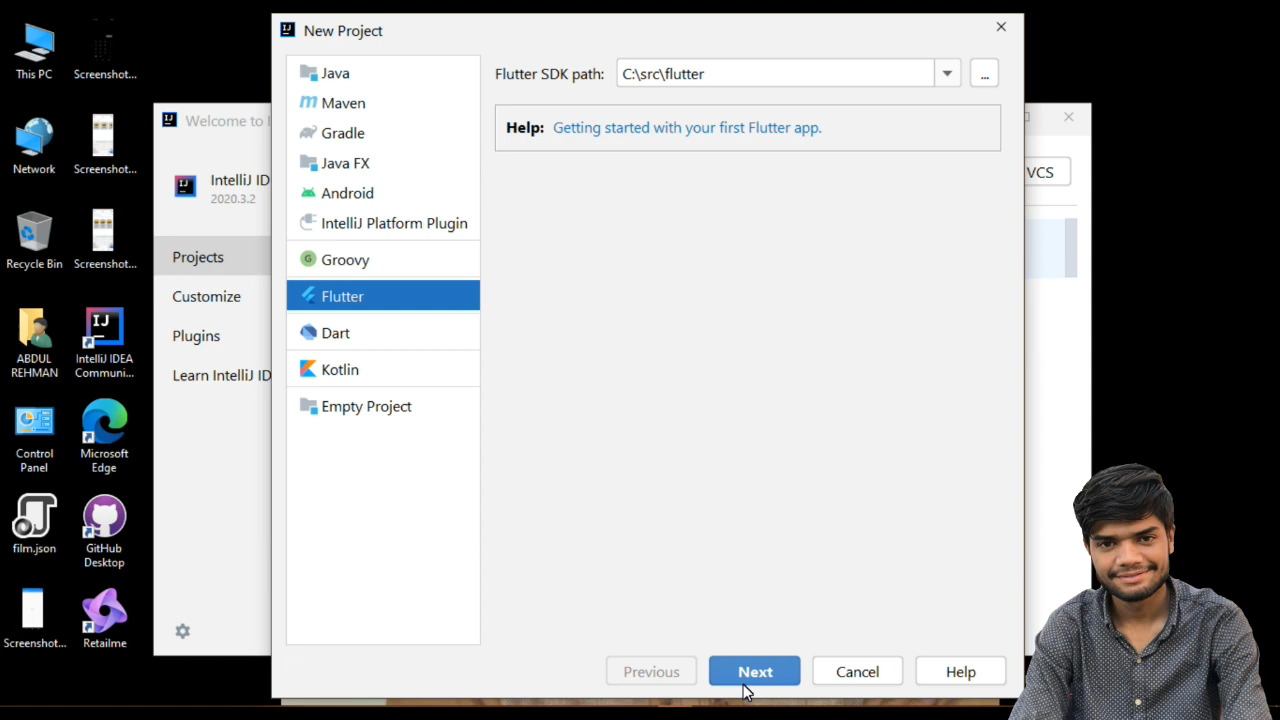 This PC
Screenshot...
Network
Screenshot...
Recycle Bin
Screenshot...
ABDUL
REHMAN
IntelliJ IDEA
Communi...
Control
Panel
Microsoft
Edge
film.json
GitHub
Desktop
Screenshot...
Retailme
IJ
Welcome to I
IJ
IntelliJ ID
2020.3.2
Projects
Customize
Plugins
Learn IntelliJ ID
VCS
IJ
New Project
Java
Maven
Gradle
Java FX
Android
IntelliJ Platform Plugin
Groovy
Flutter
Dart
Kotlin
Empty Project
Flutter SDK path:
C:\src\flutter
...
Help: Getting started with your first Flutter app.
Previous
Next
Cancel
Help